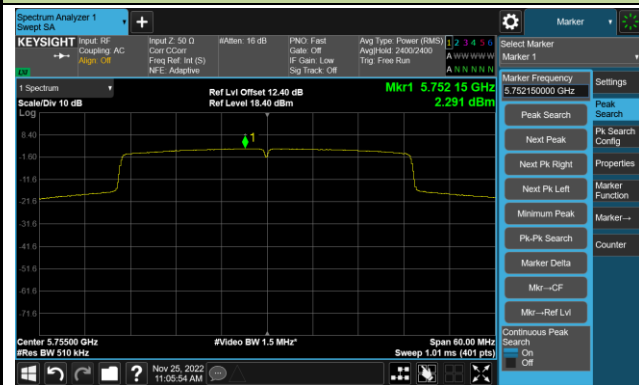 Spectrum Analyzer 1
Swept SA
Marker
KEYSIGHT
Input: RF
Coupling: AC
Align: Off
Input Z: 50 Ω
Corr CCorr
Freq Ref: Int (S)
NFE: Adaptive
#Atten: 16 dB
PNO: Fast
Gate: Off
IF Gain: Low
Sig Track: Off
Avg Type: Power (RMS)
Avg|Hold: 2400/2400
Trig: Free Run
1 2 3 4 5 6
A W W W W W
A N N N N N
LW
Select Marker
Marker 1
1 Spectrum
Scale/Div 10 dB
Log
Ref Lvl Offset 12.40 dB
Ref Level 18.40 dBm
Mkr1 5.752 15 GHz
2.291 dBm
8.40
-1.60
-11.6
-21.6
-31.6
-41.6
-51.6
-61.6
-71.6
1
Center 5.75500 GHz
#Res BW 510 kHz
#Video BW 1.5 MHz*
Span 60.00 MHz
Sweep 1.01 ms (401 pts)
Marker Frequency
5.752150000 GHz
Peak Search
Next Peak
Next Pk Right
Next Pk Left
Minimum Peak
Pk-Pk Search
Marker Delta
Mkr→CF
Mkr→Ref Lvl
Continuous Peak
Search
On
Off
Settings
Peak
Search
Pk Search
Config
Properties
Marker
Function
Marker→
Counter
Nov 25, 2022
11:05:54 AM